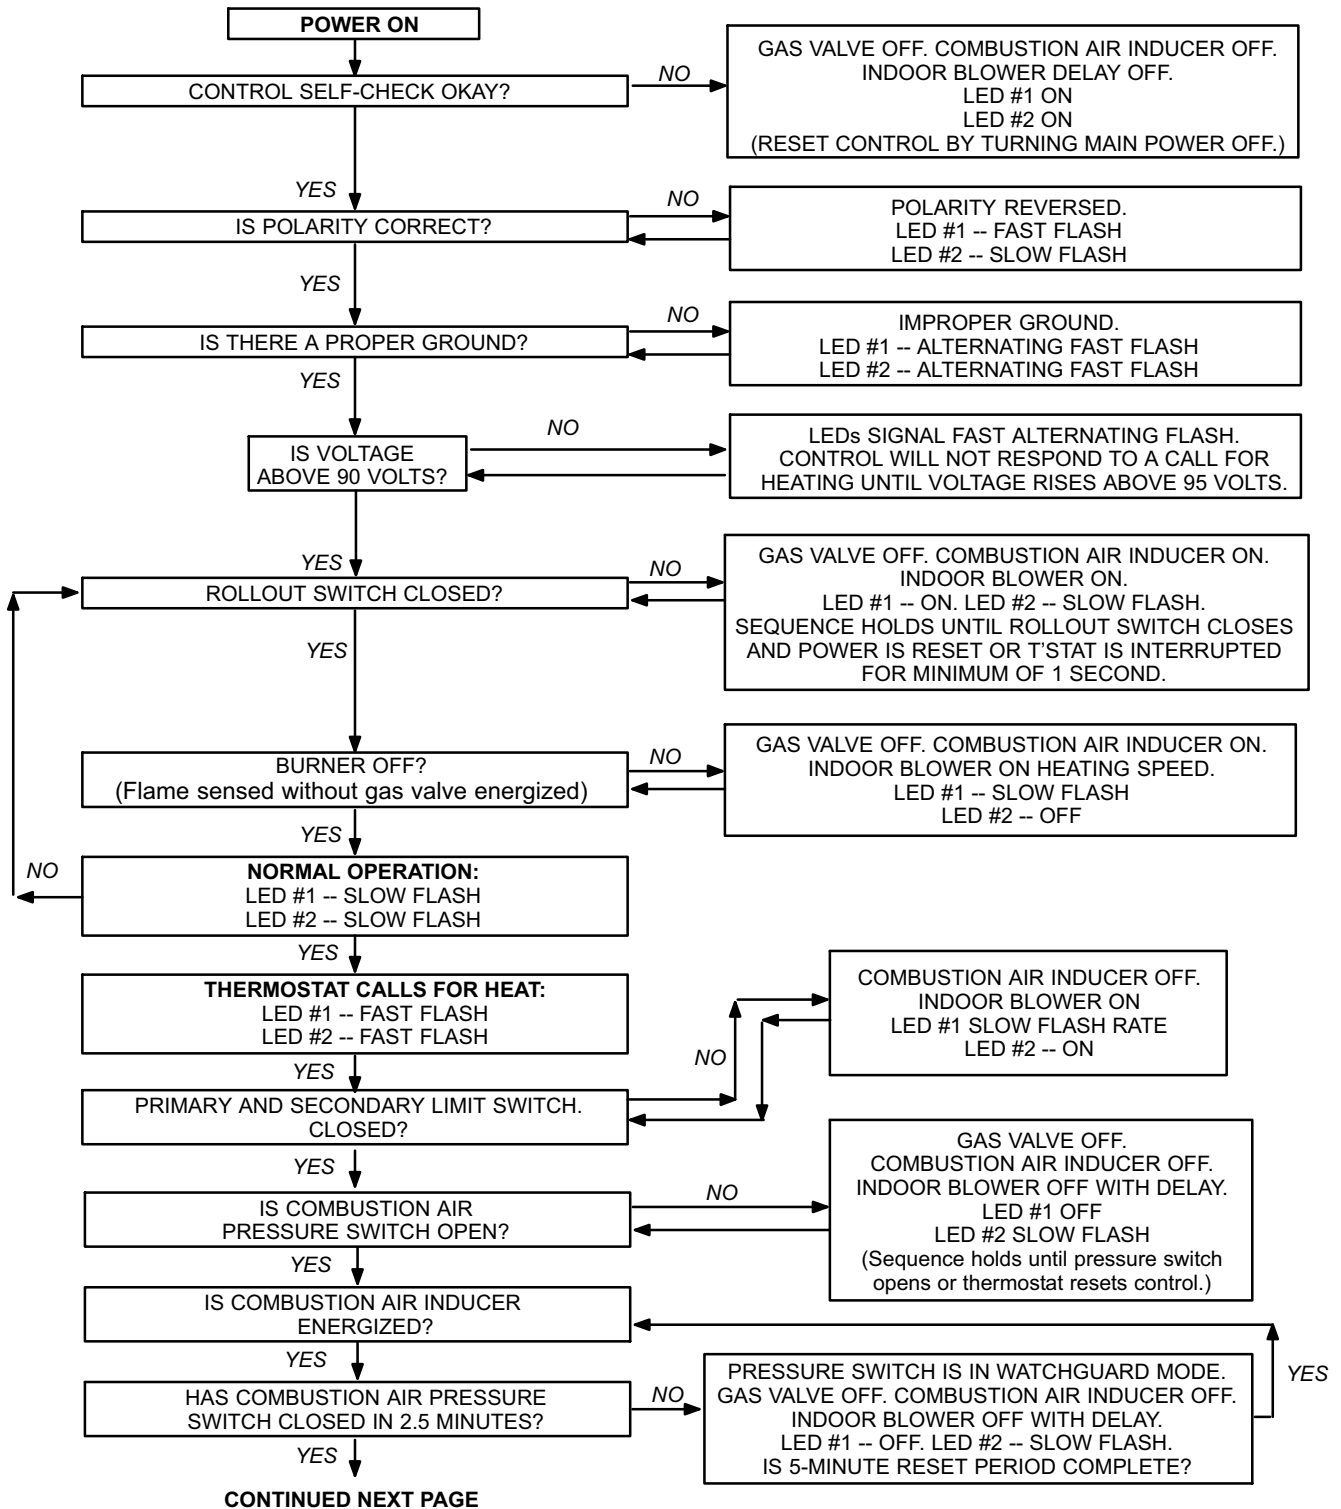 POWER ON
CONTROL SELF-CHECK OKAY?
NO
GAS VALVE OFF. COMBUSTION AIR INDUCER OFF.
INDOOR BLOWER DELAY OFF.
LED #1 ON
LED #2 ON
(RESET CONTROL BY TURNING MAIN POWER OFF.)
YES
IS POLARITY CORRECT?
NO
POLARITY REVERSED.
LED #1 -- FAST FLASH
LED #2 -- SLOW FLASH
YES
IS THERE A PROPER GROUND?
NO
IMPROPER GROUND.
LED #1 -- ALTERNATING FAST FLASH
LED #2 -- ALTERNATING FAST FLASH
YES
IS VOLTAGE
ABOVE 90 VOLTS?
NO
LEDs SIGNAL FAST ALTERNATING FLASH.
CONTROL WILL NOT RESPOND TO A CALL FOR
HEATING UNTIL VOLTAGE RISES ABOVE 95 VOLTS.
YES
ROLLOUT SWITCH CLOSED?
NO
GAS VALVE OFF. COMBUSTION AIR INDUCER ON.
INDOOR BLOWER ON.
LED #1 -- ON. LED #2 -- SLOW FLASH.
SEQUENCE HOLDS UNTIL ROLLOUT SWITCH CLOSES
AND POWER IS RESET OR T'STAT IS INTERRUPTED
FOR MINIMUM OF 1 SECOND.
YES
BURNER OFF?
(Flame sensed without gas valve energized)
NO
GAS VALVE OFF. COMBUSTION AIR INDUCER ON.
INDOOR BLOWER ON HEATING SPEED.
LED #1 -- SLOW FLASH
LED #2 -- OFF
YES
NO
NORMAL OPERATION:
LED #1 -- SLOW FLASH
LED #2 -- SLOW FLASH
YES
THERMOSTAT CALLS FOR HEAT:
LED #1 -- FAST FLASH
LED #2 -- FAST FLASH
NO
COMBUSTION AIR INDUCER OFF.
INDOOR BLOWER ON
LED #1 SLOW FLASH RATE
LED #2 -- ON
YES
PRIMARY AND SECONDARY LIMIT SWITCH.
CLOSED?
YES
IS COMBUSTION AIR
PRESSURE SWITCH OPEN?
NO
GAS VALVE OFF.
COMBUSTION AIR INDUCER OFF.
INDOOR BLOWER OFF WITH DELAY.
LED #1 OFF
LED #2 SLOW FLASH
(Sequence holds until pressure switch
opens or thermostat resets control.)
YES
IS COMBUSTION AIR INDUCER
ENERGIZED?
YES
HAS COMBUSTION AIR PRESSURE
SWITCH CLOSED IN 2.5 MINUTES?
NO
PRESSURE SWITCH IS IN WATCHGUARD MODE.
GAS VALVE OFF. COMBUSTION AIR INDUCER OFF.
INDOOR BLOWER OFF WITH DELAY.
LED #1 -- OFF. LED #2 -- SLOW FLASH.
IS 5-MINUTE RESET PERIOD COMPLETE?
YES
YES
CONTINUED NEXT PAGE